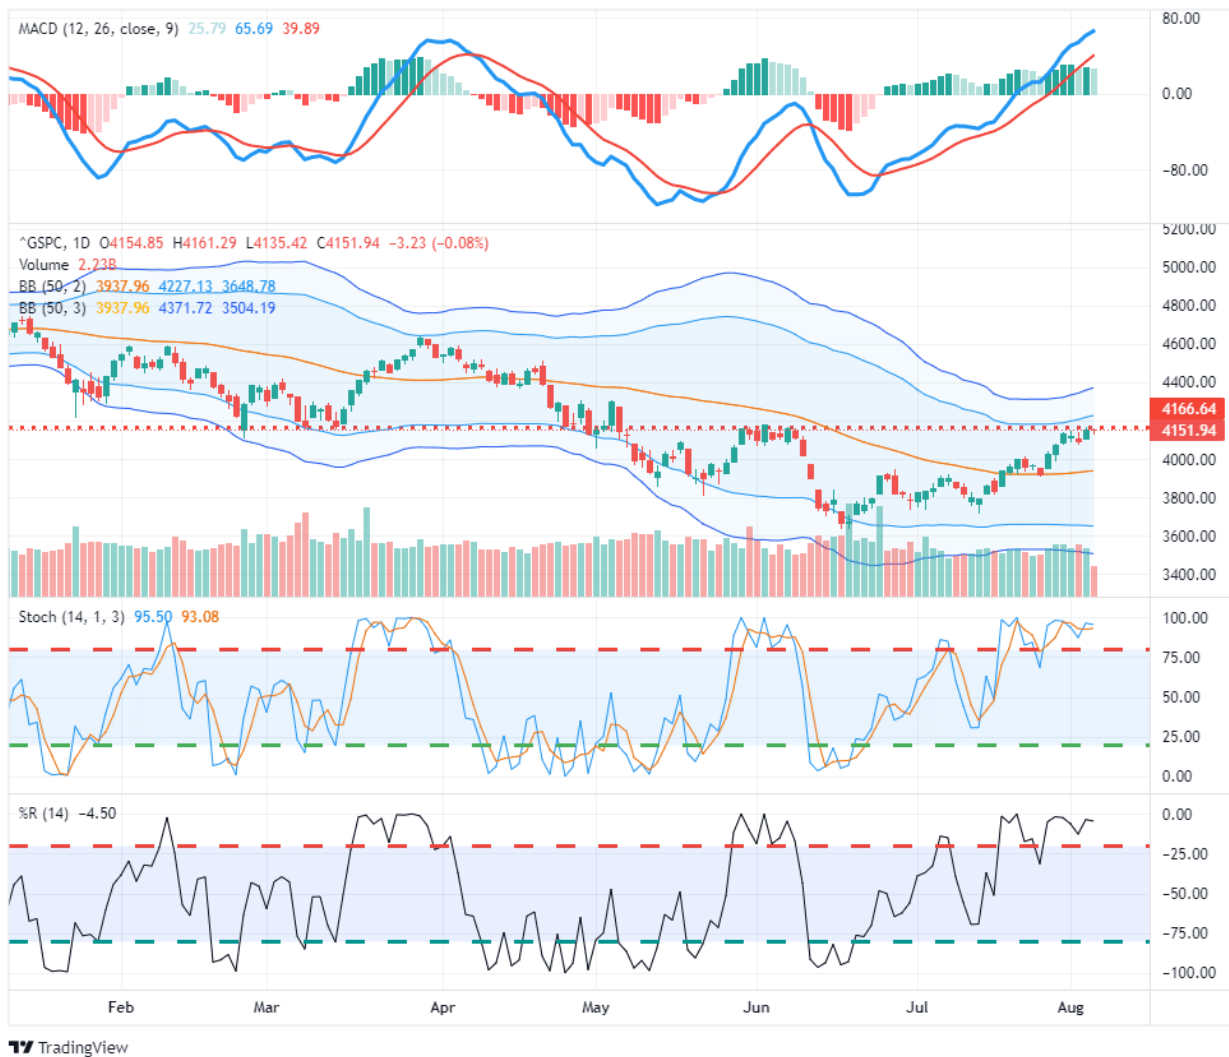 MACD (12, 26, close, 9) 25.79 65.69 39.89
80.00
0.00
−80.00
^GSPC, 1D O4154.85 H4161.29 L4135.42 C4151.94 −3.23 (−0.08%)
Volume 2.23B
BB (50, 2) 3937.96 4227.13 3648.78
BB (50, 3) 3937.96 4371.72 3504.19
5200.00
5000.00
4800.00
4600.00
4400.00
4166.64
4151.94
4000.00
3800.00
3600.00
3400.00
Stoch (14, 1, 3) 95.50 93.08
100.00
75.00
50.00
25.00
0.00
%R (14) −4.50
0.00
−25.00
−50.00
−75.00
−100.00
Feb Mar Apr May Jun Jul Aug
TradingView